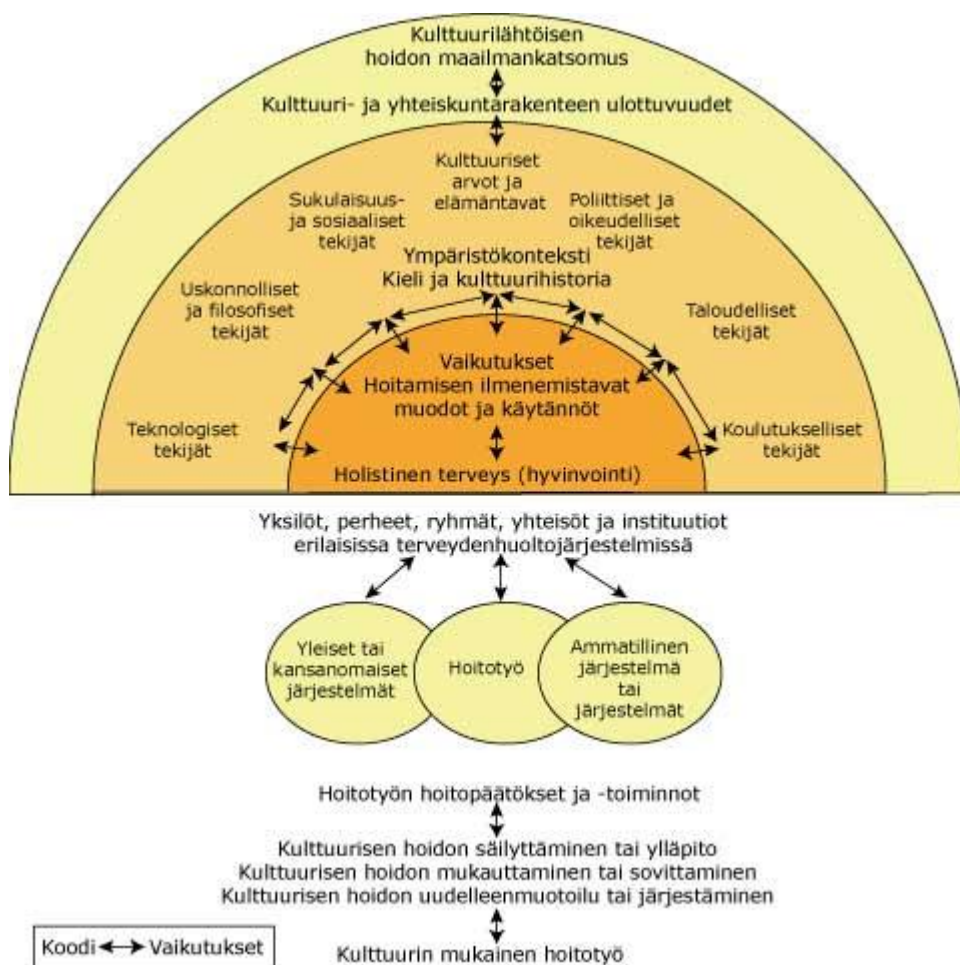 Kulttuurilähtöisen
hoidon maailmankatsomus
Kulttuuri- ja yhteiskuntarakenteen ulottuvuudet
Kulttuuriset
arvot ja
elämäntavat
Sukulaisuus-
ja sosiaaliset
tekijät
Poliittiset ja
oikeudelliset
tekijät
Ympäristökonteksti
Kieli ja kulttuurihistoria
Uskonnolliset
ja filosofiset
tekijät
Taloudelliset
tekijät
Vaikutukset
Hoitamisen ilmenemistavat
muodot ja käytännöt
Teknologiset
tekijät
Koulutukselliset
tekijät
Holistinen terveys (hyvinvointi)
Yksilöt, perheet, ryhmät, yhteisöt ja instituutiot
erilaisissa terveydenhuoltojärjestelmissä
Yleiset tai
kansanomaiset
järjestelmät
Hoitotyö
Ammatillinen
järjestelmä
tai
järjestelmät
Hoitotyön hoitopäätökset ja -toiminnot
Kulttuurisen hoidon säilyttäminen tai ylläpito
Kulttuurisen hoidon mukauttaminen tai sovittaminen
Kulttuurisen hoidon uudelleenmuotoilu tai järjestäminen
Koodi Vaikutukset
Kulttuurin mukainen hoitotyö